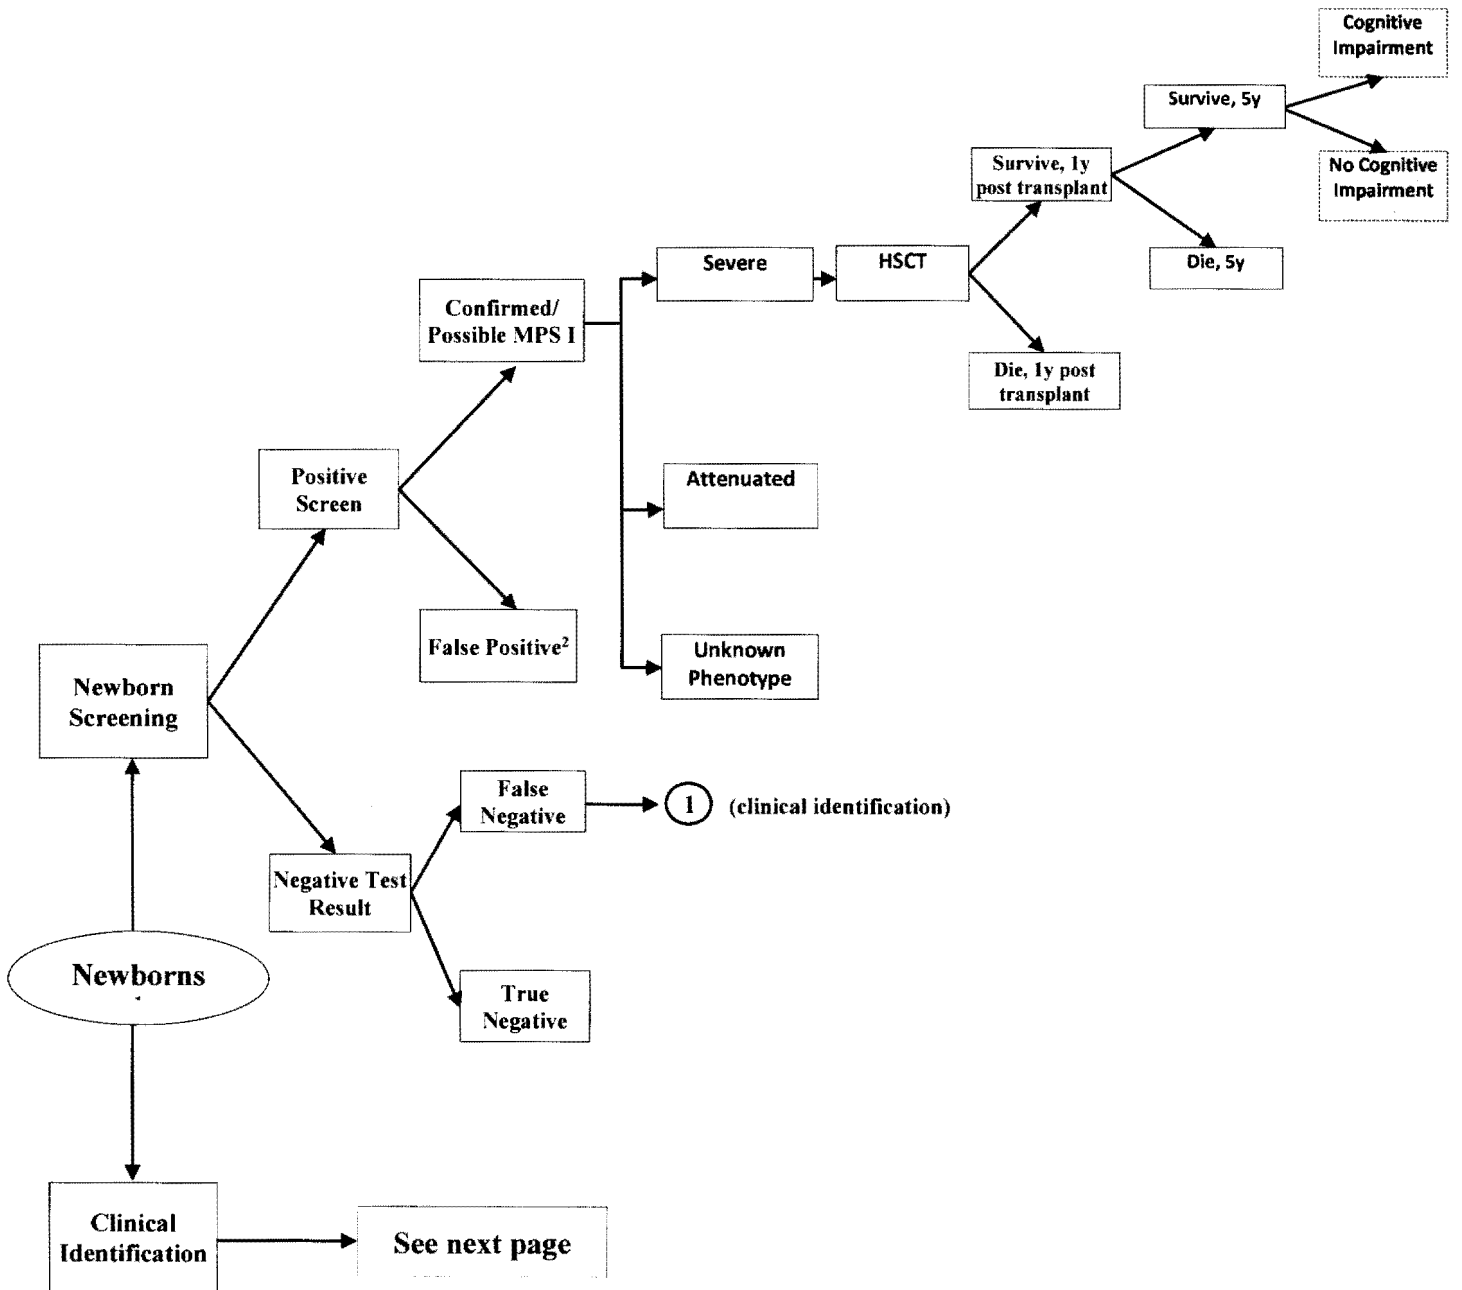 Cognitive
Impairment
Survive, 5y
No Cognitive
Impairment
Survive, 1y
post transplant
Die, 5y
Severe
HSCT
Confirmed/
Possible MPS I
Die, 1y post
transplant
Positive
Screen
Attenuated
False Positive²
Unknown
Phenotype
Newborn
Screening
False
Negative
1 (clinical identification)
Negative Test
Result
Newborns
True
Negative
Clinical
Identification
See next page